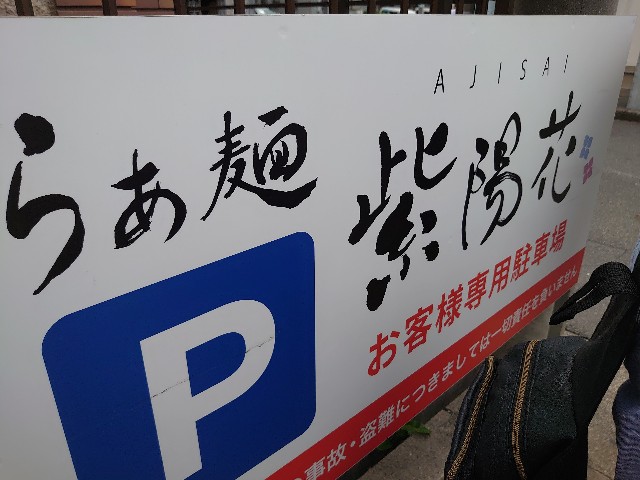 AJISAI
らぁ麺 紫陽花
P
お客様専用駐車場
事故・盗難につきましては一切責任を負いません